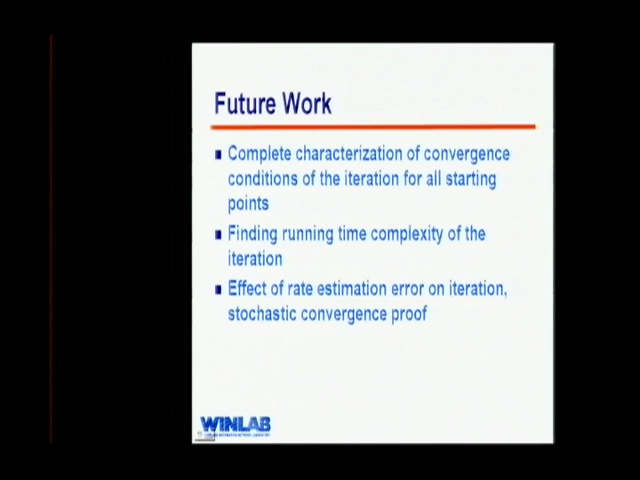 Future Work
Complete characterization of convergence
conditions of the iteration for all starting
points
Finding running time complexity of the
iteration
Effect of rate estimation error on iteration,
stochastic convergence proof
WINLAB